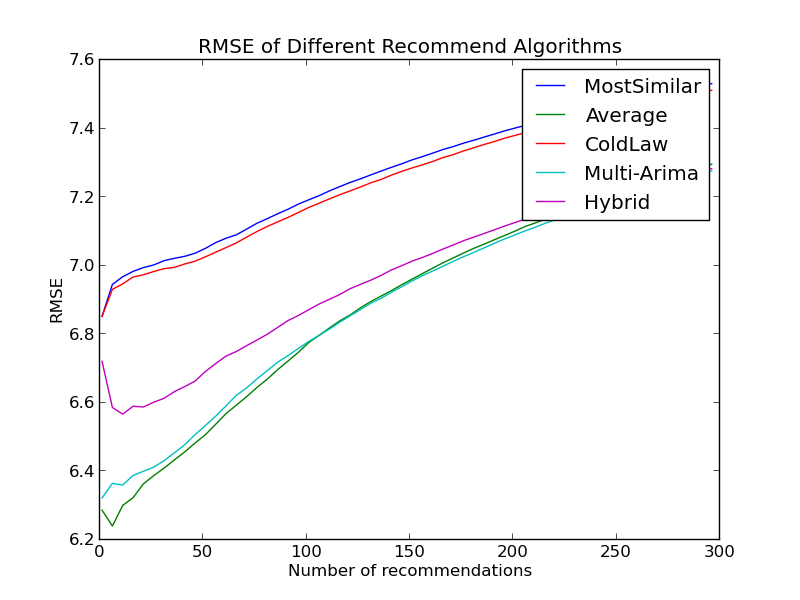 RMSE of Different Recommend Algorithms
7.6
7.4
7.2
7.0
6.8
6.6
6.4
6.2
RMSE
MostSimilar
Average
ColdLaw
Multi-Arima
Hybrid
0 50 100 150 200 250 300
Number of recommendations